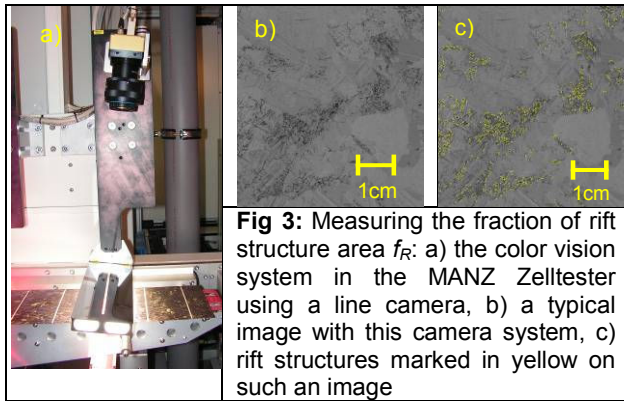 a)
b)
c)
1cm
1cm
Fig 3: Measuring the fraction of rift
structure area fR: a) the color vision
system in the MANZ Zelltester
using a line camera, b) a typical
image with this camera system, c)
rift structures marked in yellow on
such an image